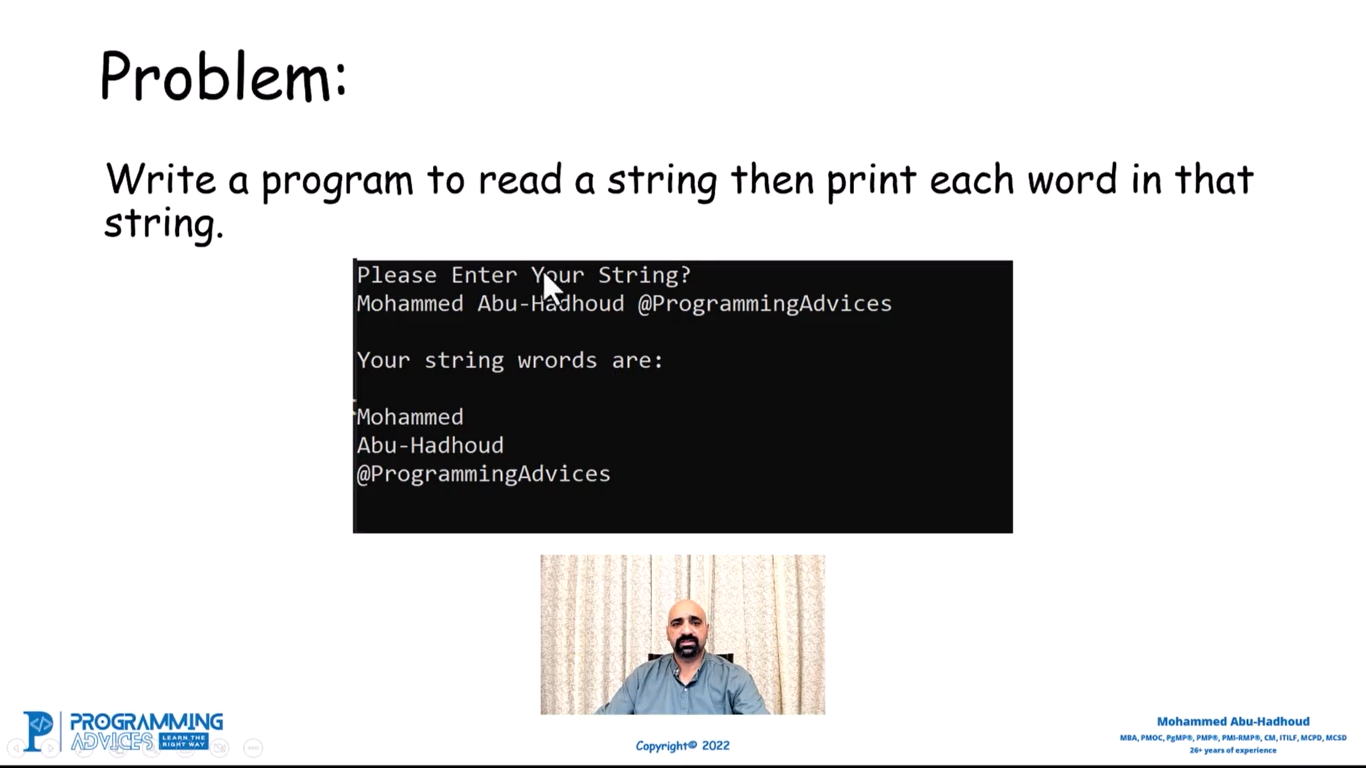 Problem:
Write a program to read a string then print each word in that
string.
Please Enter Your String?
Mohammed Abu-Hadhoud @ProgrammingAdvices
Your string wrords are:
Mohammed
Abu-Hadhoud
@ProgrammingAdvices
PROGRAMMING
ADVICES
LEARN THE
RIGHT WAY
Copyright© 2022
Mohammed Abu-Hadhoud
MBA, PMOC, PgMP®, PMP®, PMI-RMP®, CM, ITILF, MCPD, MCSD
26+ years of experience